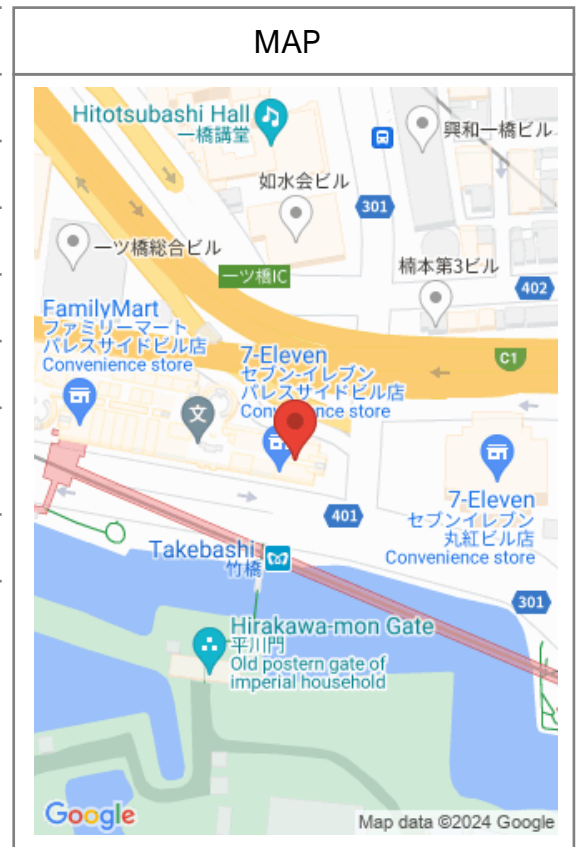 MAP
Hitotsubashi Hall
一橋講堂
興和一橋ビル
如水会ビル
301
一ツ橋総合ビル
一ツ橋IC
楠本第3ビル
402
FamilyMart
ファミリーマート
パレスサイドビル店
Convenience store
7-Eleven
セブン-イレブン
パレスサイドビル店
Convenience store
C1
文
401
7-Eleven
セブンイレブン
丸紅ビル店
Convenience store
Takebashi
竹橋
301
Hirakawa-mon Gate
平川門
Old postern gate of
imperial household
Google
Map data ©2024 Google